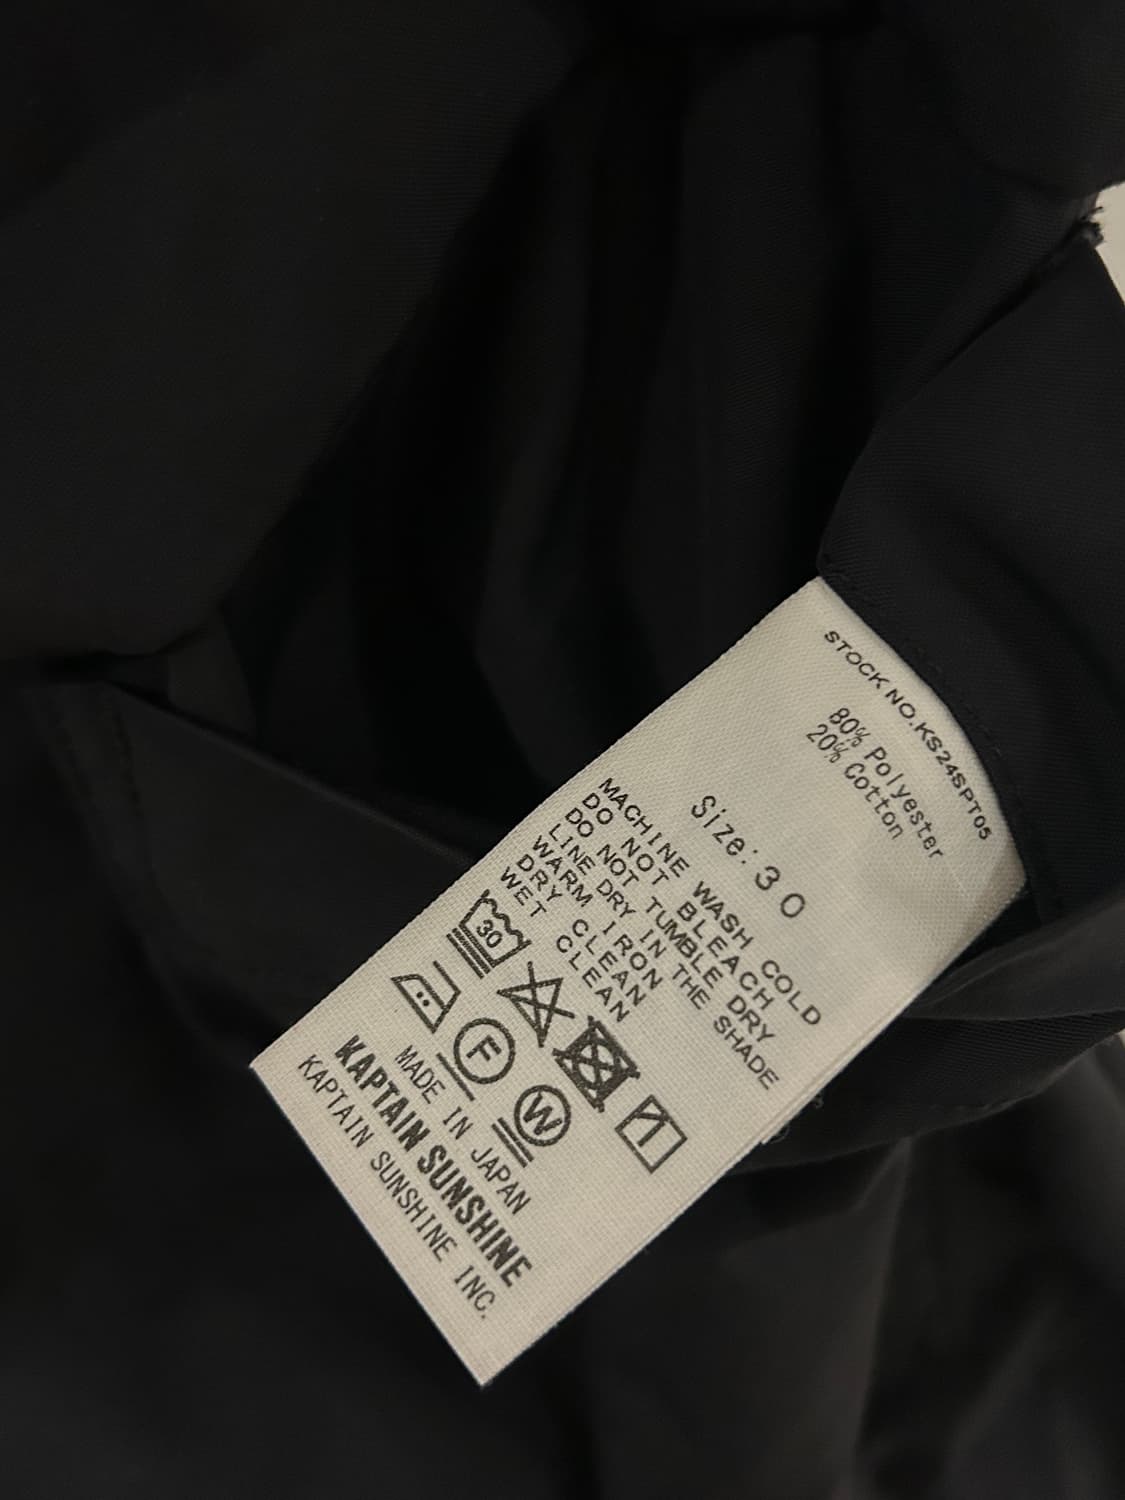 STOCK NO.KS24SPT05
80% Polyester
20% Cotton
Size:30
MACHINE WASH COLD
DO NOT BLEACH
DO NOT TUMBLE DRY
LINE DRY IN THE SHADE
WARM IRON
DRY CLEAN
WET CLEAN
30
F
W
MADE IN JAPAN
KAPTAIN SUNSHINE
KAPTAIN SUNSHINE INC.